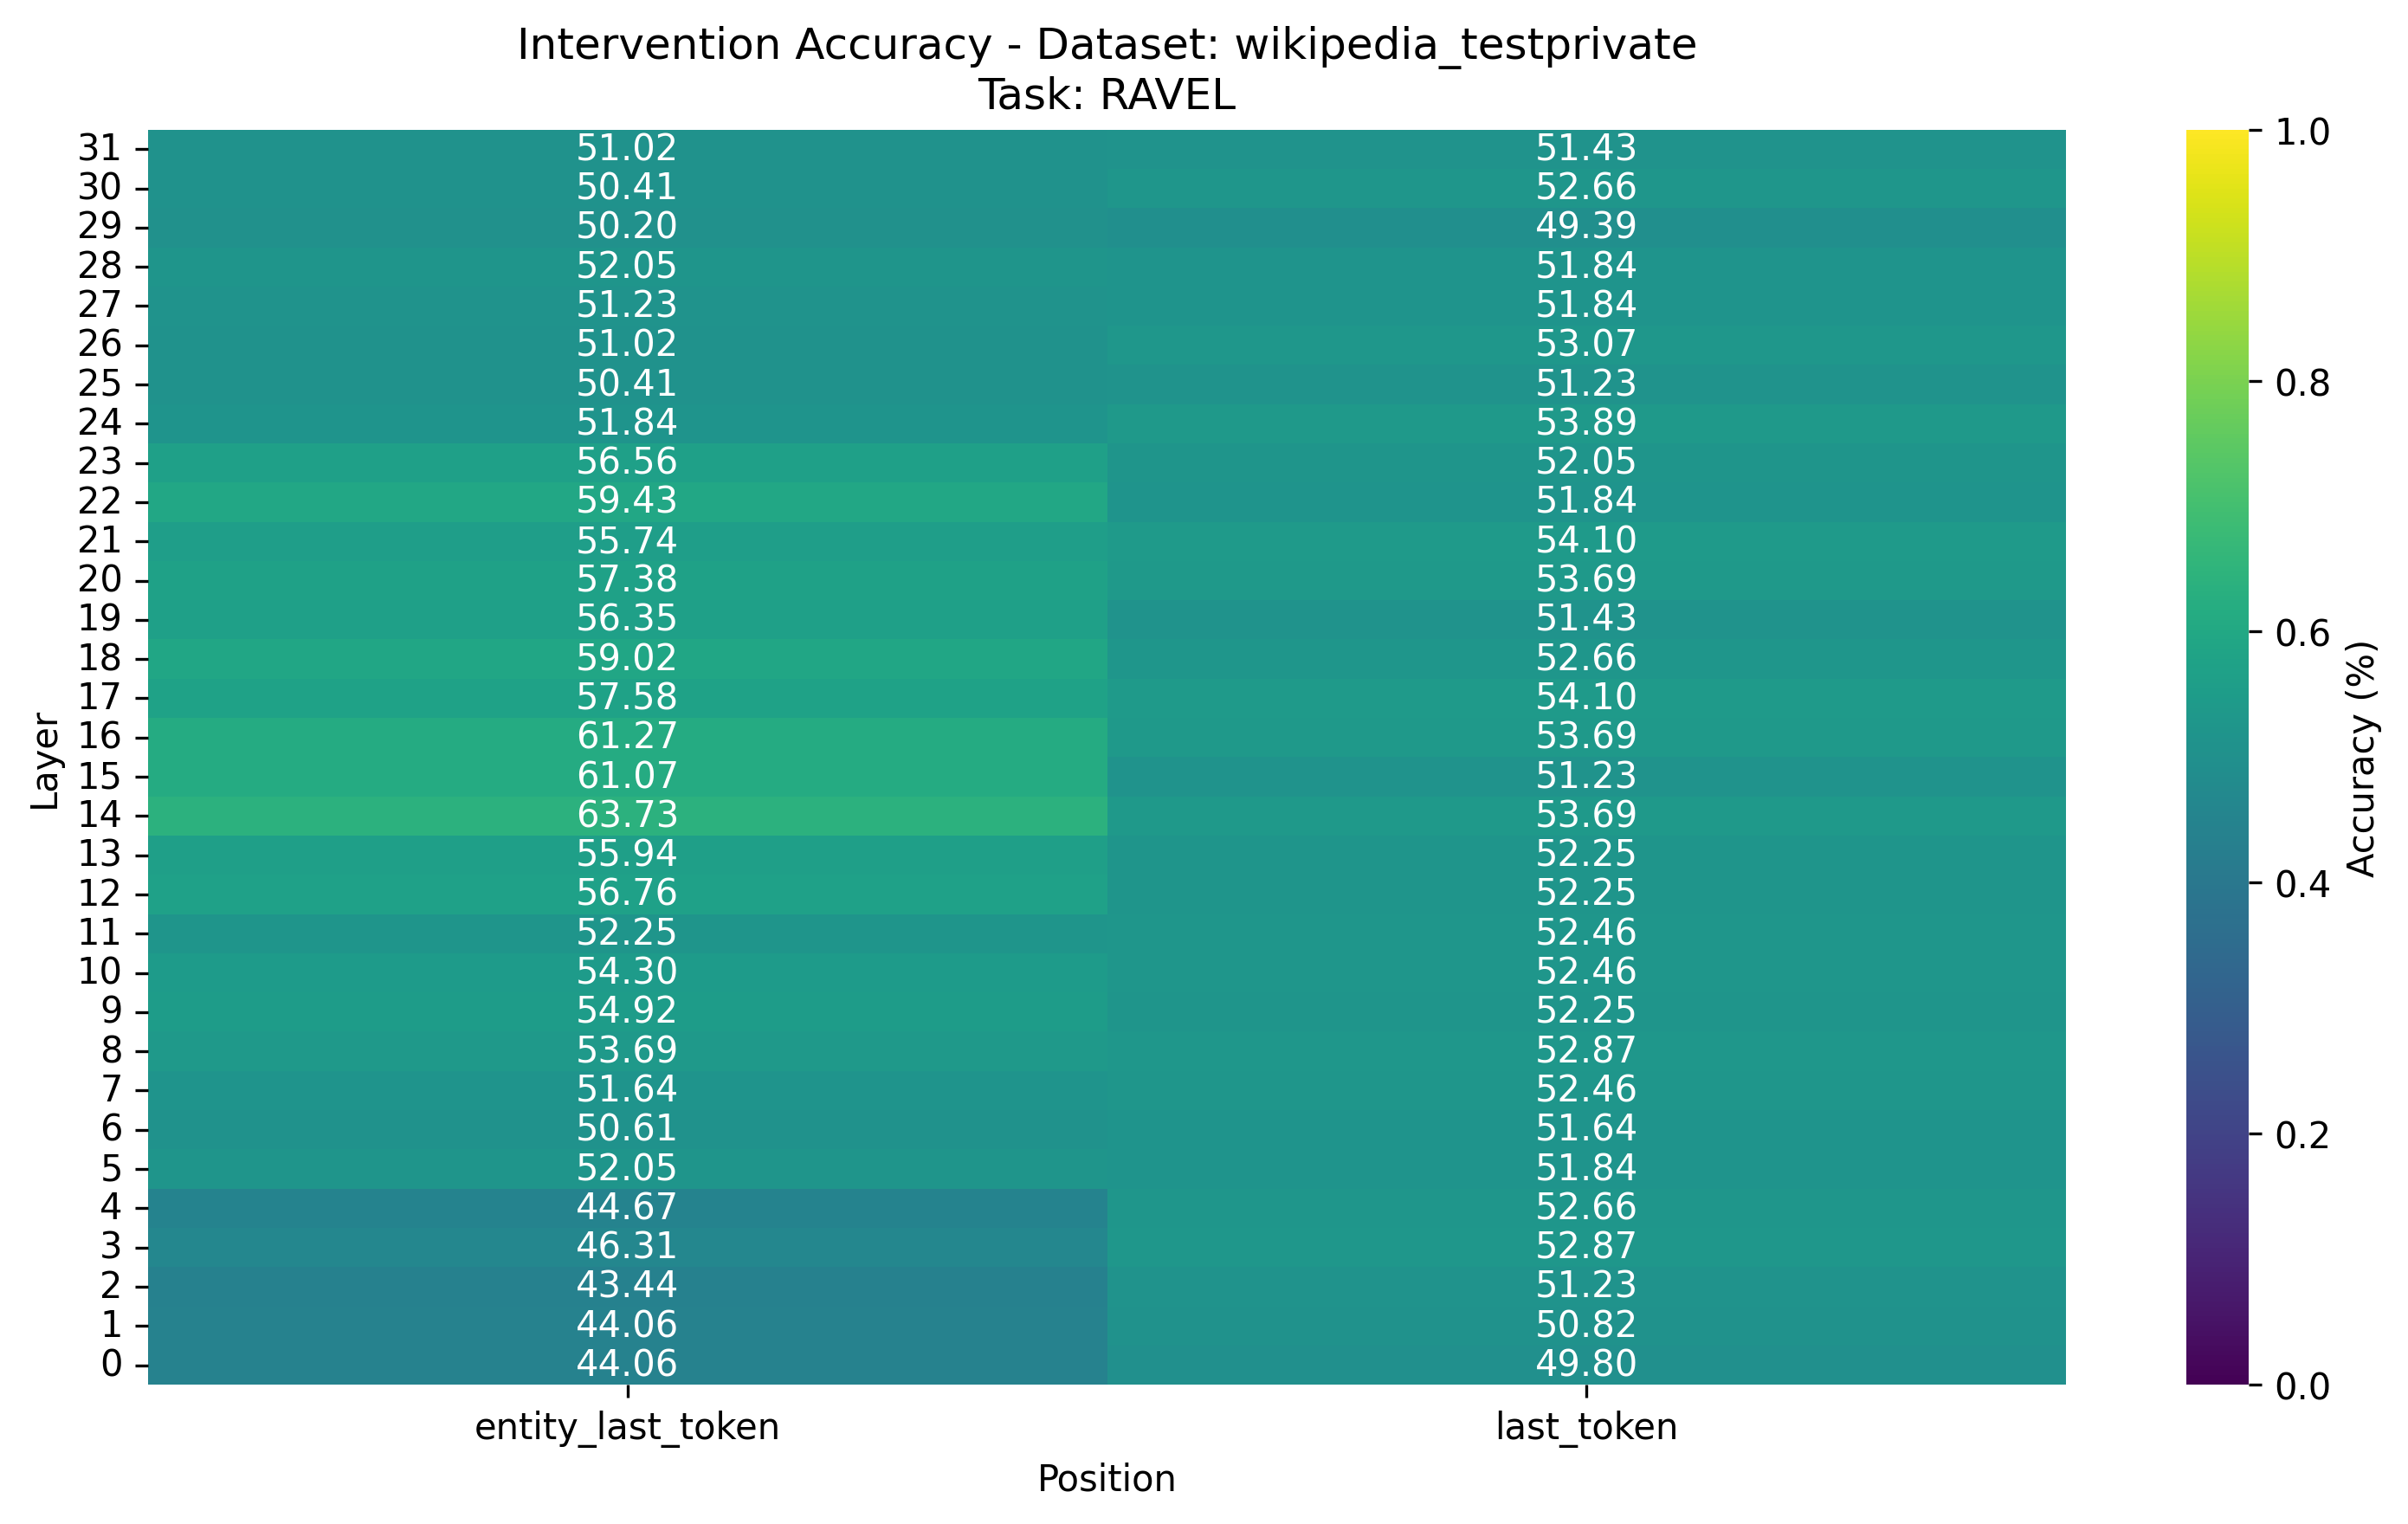 Intervention Accuracy - Dataset: wikipedia_testprivate
Task: RAVEL
31 51.02 51.43
30 50.41 52.66
29 50.20 49.39
28 52.05 51.84
27 51.23 51.84
26 51.02 53.07
25 50.41 51.23
24 51.84 53.89
23 56.56 52.05
22 59.43 51.84
21 55.74 54.10
20 57.38 53.69
19 56.35 51.43
18 59.02 52.66
17 57.58 54.10
16 61.27 53.69
15 61.07 51.23
14 63.73 53.69
13 55.94 52.25
12 56.76 52.25
11 52.25 52.46
10 54.30 52.46
9 54.92 52.25
8 53.69 52.87
7 51.64 52.46
6 50.61 51.64
5 52.05 51.84
4 44.67 52.66
3 46.31 52.87
2 43.44 51.23
1 44.06 50.82
0 44.06 49.80
Layer
entity_last_token last_token
Position
1.0
0.8
0.6
0.4
0.2
0.0
Accuracy (%)